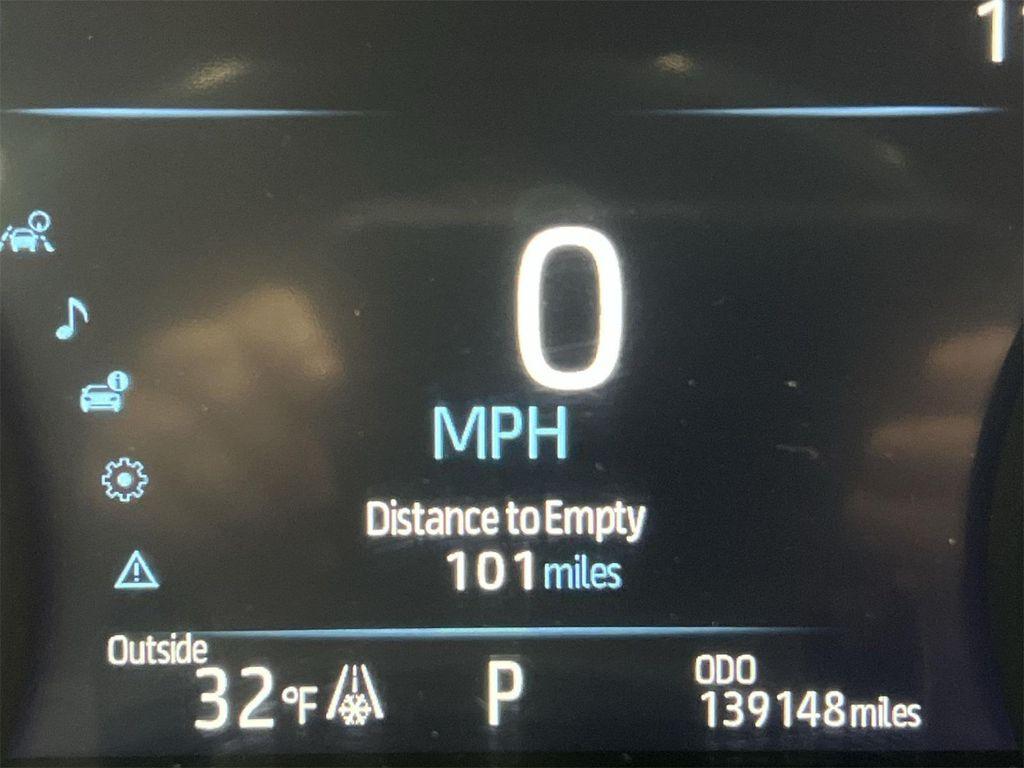 0
MPH
Distance to Empty
101 miles
Outside
32 °F
P
ODO
139148 miles